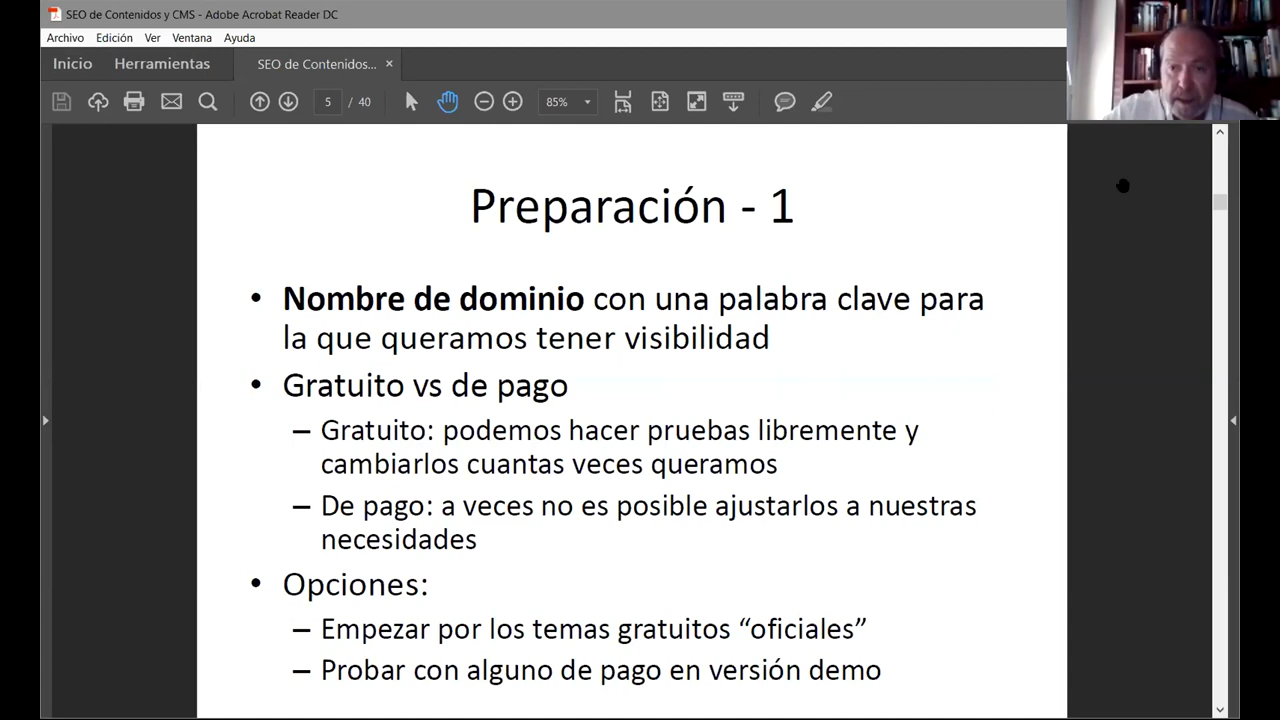 SEO de Contenidos y CMS - Adobe Acrobat Reader DC
Archivo Edición Ver Ventana Ayuda
Inicio Herramientas SEO de Contenidos... ×
5 / 40 85%
Preparación - 1
• Nombre de dominio con una palabra clave para
la que queramos tener visibilidad
• Gratuito vs de pago
– Gratuito: podemos hacer pruebas libremente y
cambiarlos cuantas veces queramos
– De pago: a veces no es posible ajustarlos a nuestras
necesidades
• Opciones:
– Empezar por los temas gratuitos “oficiales”
– Probar con alguno de pago en versión demo